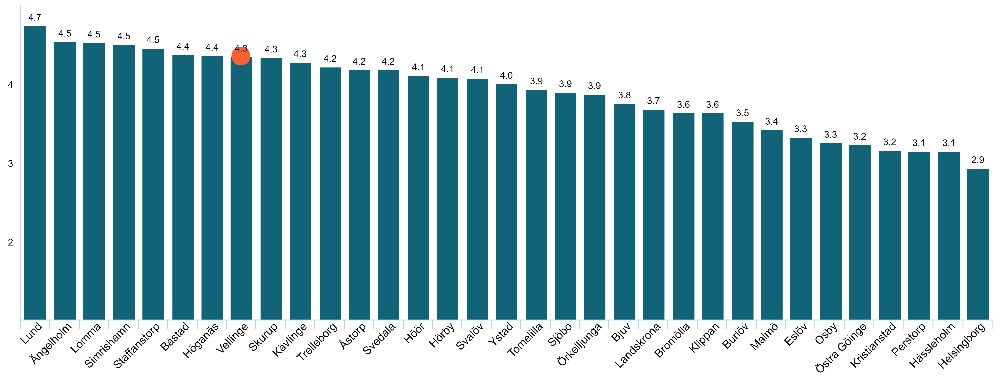 4.7
4.5
4.5
4.5
4.5
4.4
4.4
4.3
4.3
4.3
4.2
4.2
4.2
4.1
4.1
4.1
4.0
3.9
3.9
3.9
3.8
3.7
3.6
3.6
3.5
3.4
3.3
3.3
3.2
3.2
3.1
3.1
2.9
4
3
2
Lund
Ängelholm
Lomma
Simrishamn
Staffanstorp
Båstad
Höganäs
Vellinge
Skurup
Kävlinge
Trelleborg
Åstorp
Svedala
Höör
Hörby
Svalöv
Ystad
Tomelilla
Sjöbo
Örkelljunga
Bjuv
Landskrona
Bromölla
Klippan
Burlöv
Malmö
Eslöv
Osby
Östra Göinge
Kristianstad
Perstorp
Hässleholm
Helsingborg